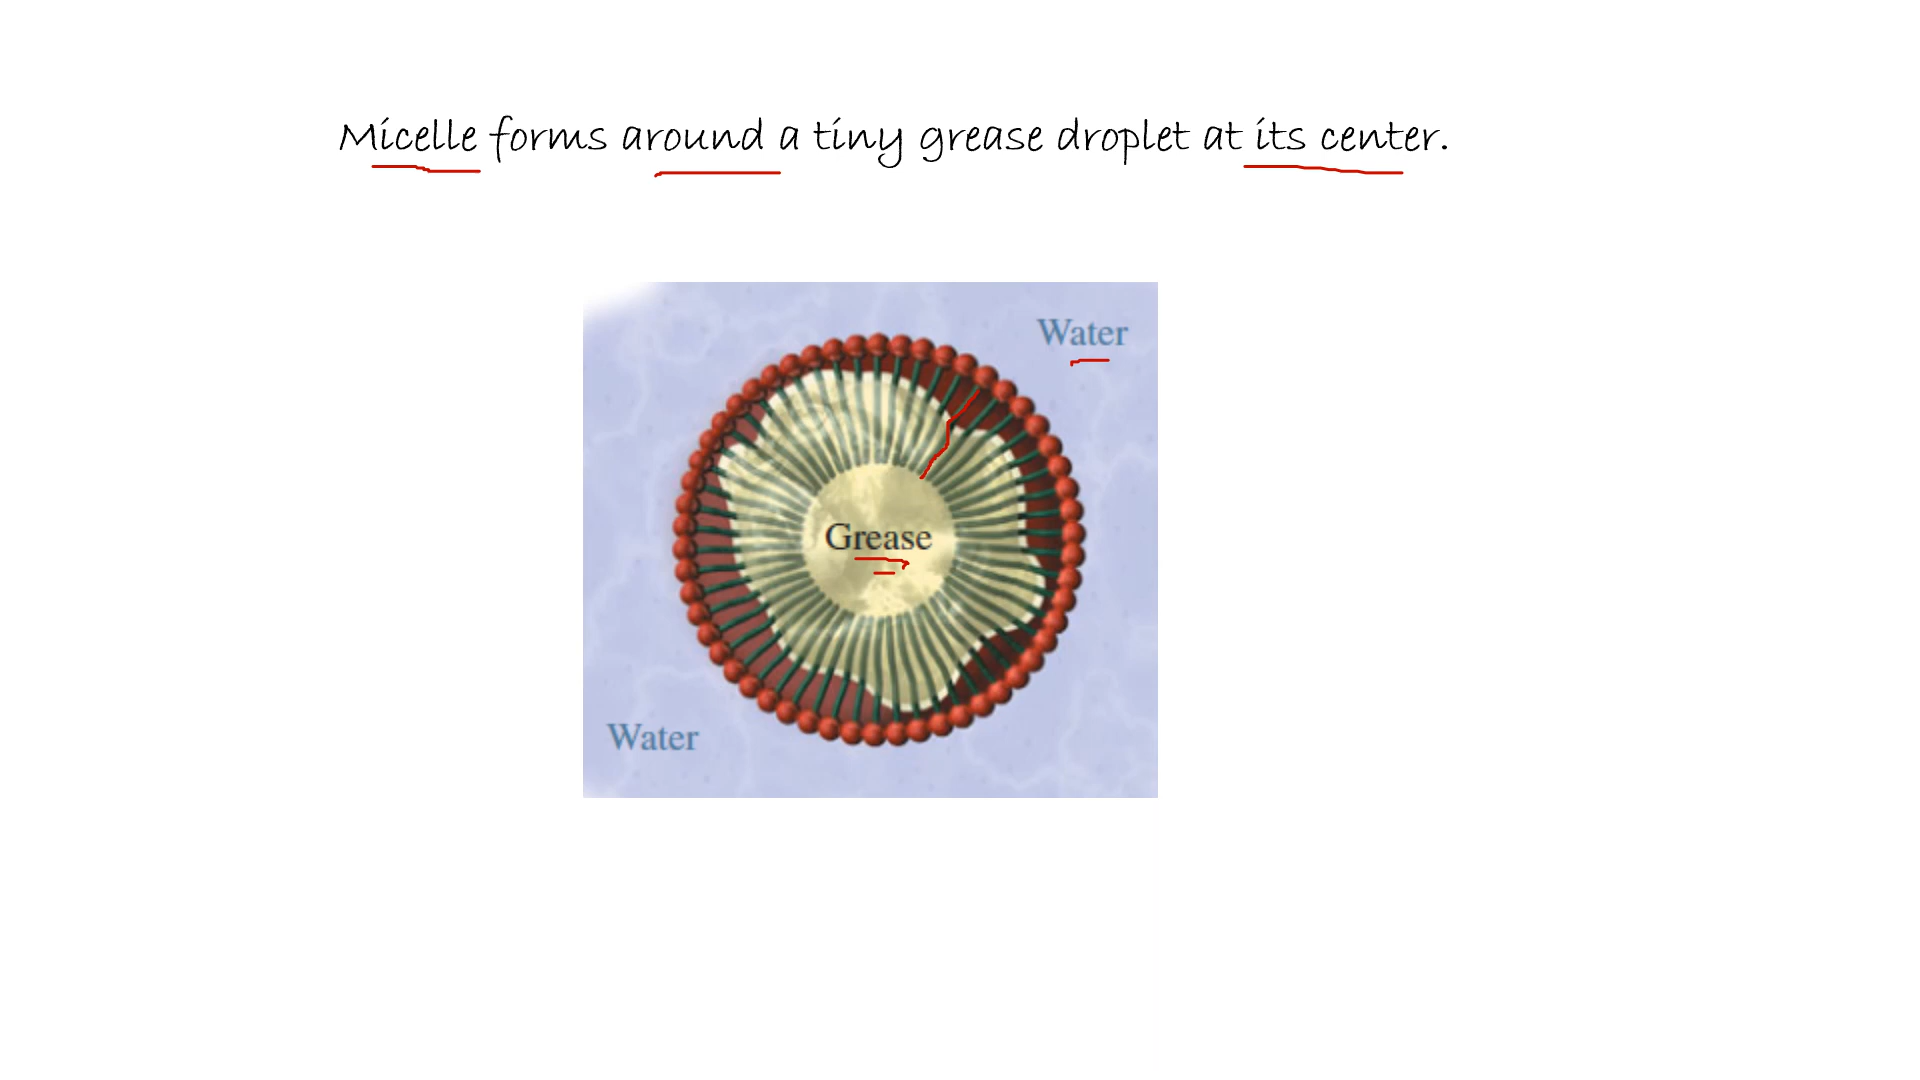 Micelle forms around a tiny grease droplet at its center.
Water
Grease
Water